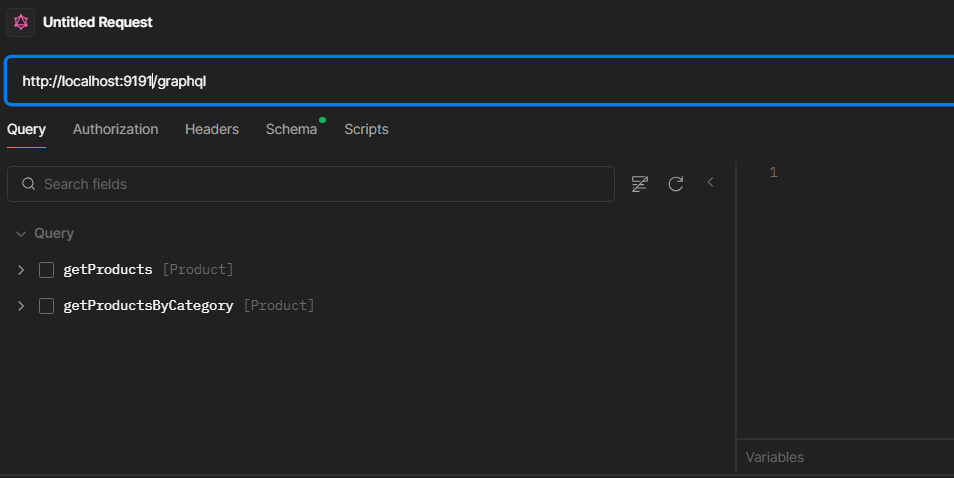 Untitled Request
http://localhost:9191/graphql
Query Authorization Headers Schema Scripts
Search fields
1
Query
getProducts [Product]
getProductsByCategory [Product]
Variables